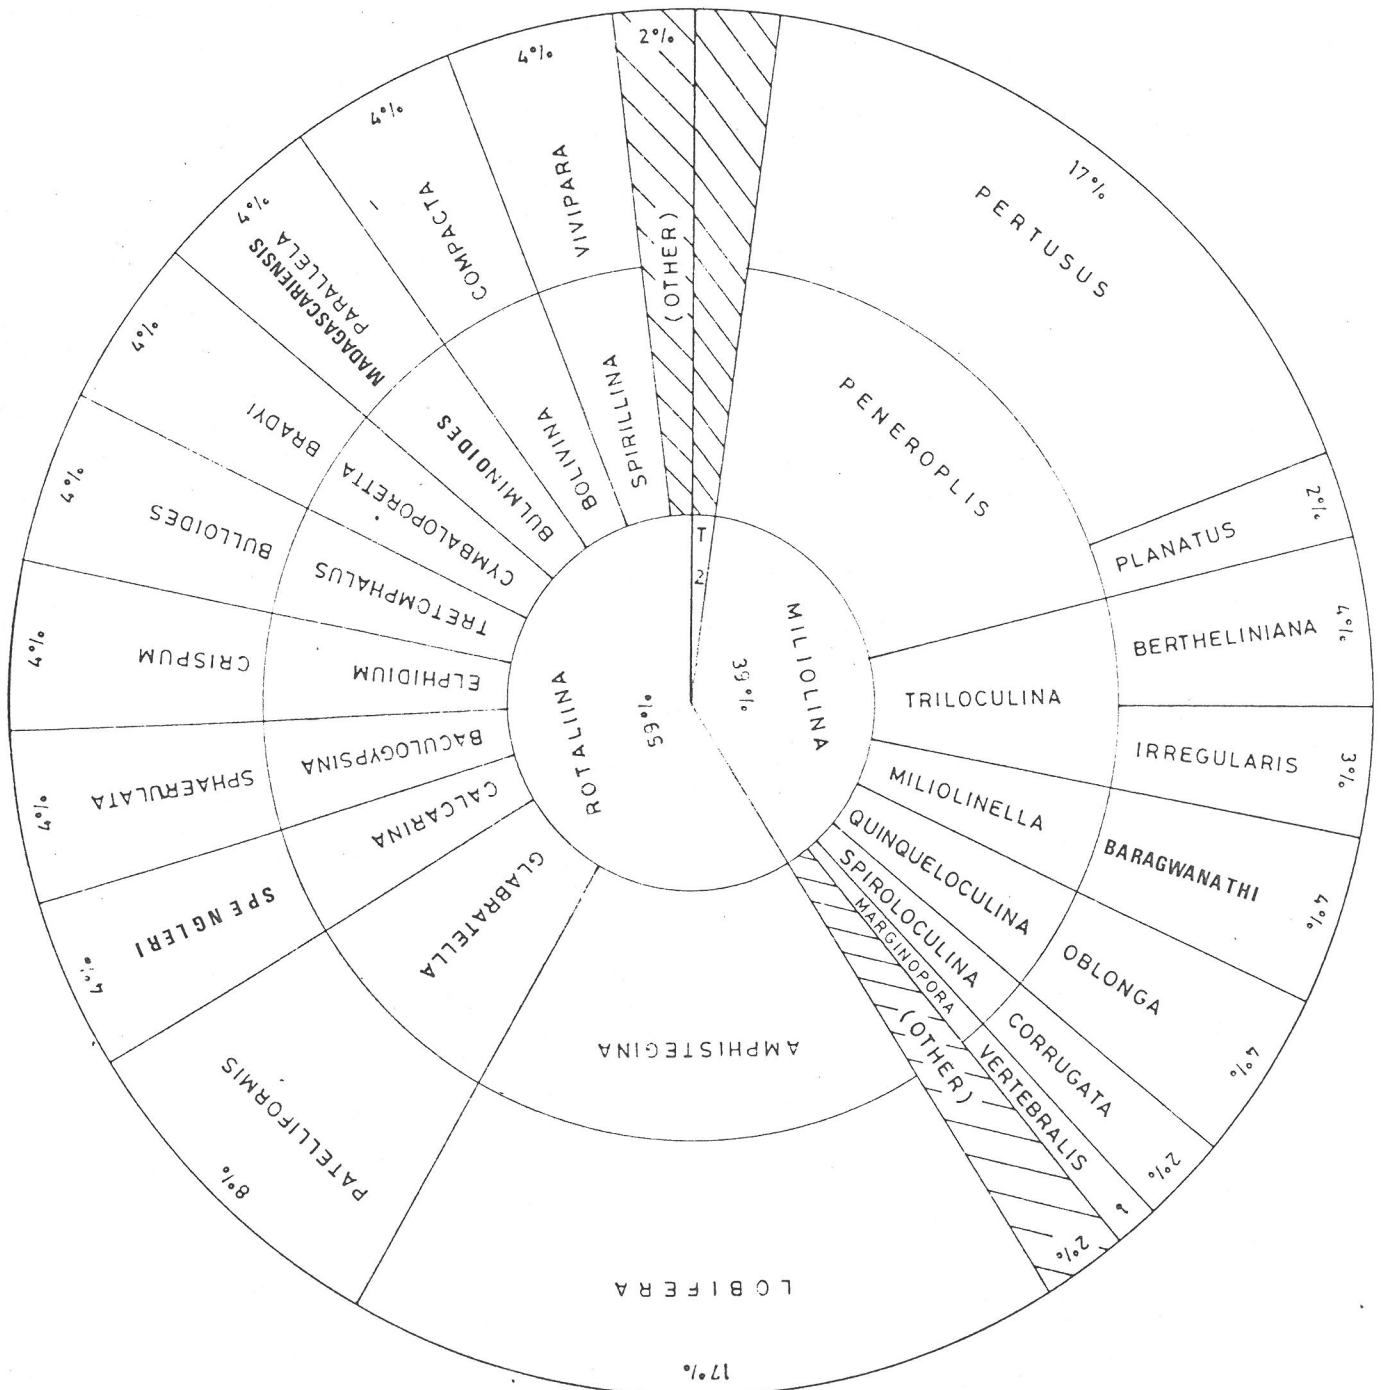 T
2
MILIOLINA
39%
ROTALIINA
59%
PENEROPLIS
PERTUSUS
17%
PLANATUS
2%
TRILOCULINA
BERTHELINIANA
4%
IRREGULARIS
3%
MILIOLINELLA
BARAGWANATHI
4%
QUINQUELOCULINA
OBLONGA
4%
SPIROLOCULINA
CORRUGATA
2%
MARGINOPORA
VERTEBRALIS
(OTHER)
2%
AMPHISTEGINA
LOBIFERA
17%
GLABRATELLA
PATELLIFORMIS
8%
CALCARINA
SPENGLERI
4%
BACULOGYPSINA
SPHAERULATA
4%
ELPHIDIUM
CRISPUM
4%
TRETOMPHALUS
BULLOIDES
4%
CYMBALOPORETTA
BRADYI
4%
BULMINOIDES
MADAGASCARIENSIS
PARALLELA
4%
BOLIVINA
COMPACTA
4%
SPIRILLINA
VIVIPARA
4%
(OTHER)
2%